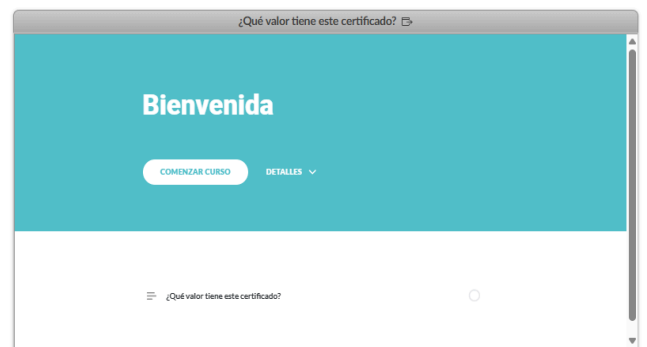 ¿Qué valor tiene este certificado?
Bienvenida
COMENZAR CURSO DETALLES
¿Qué valor tiene este certificado?